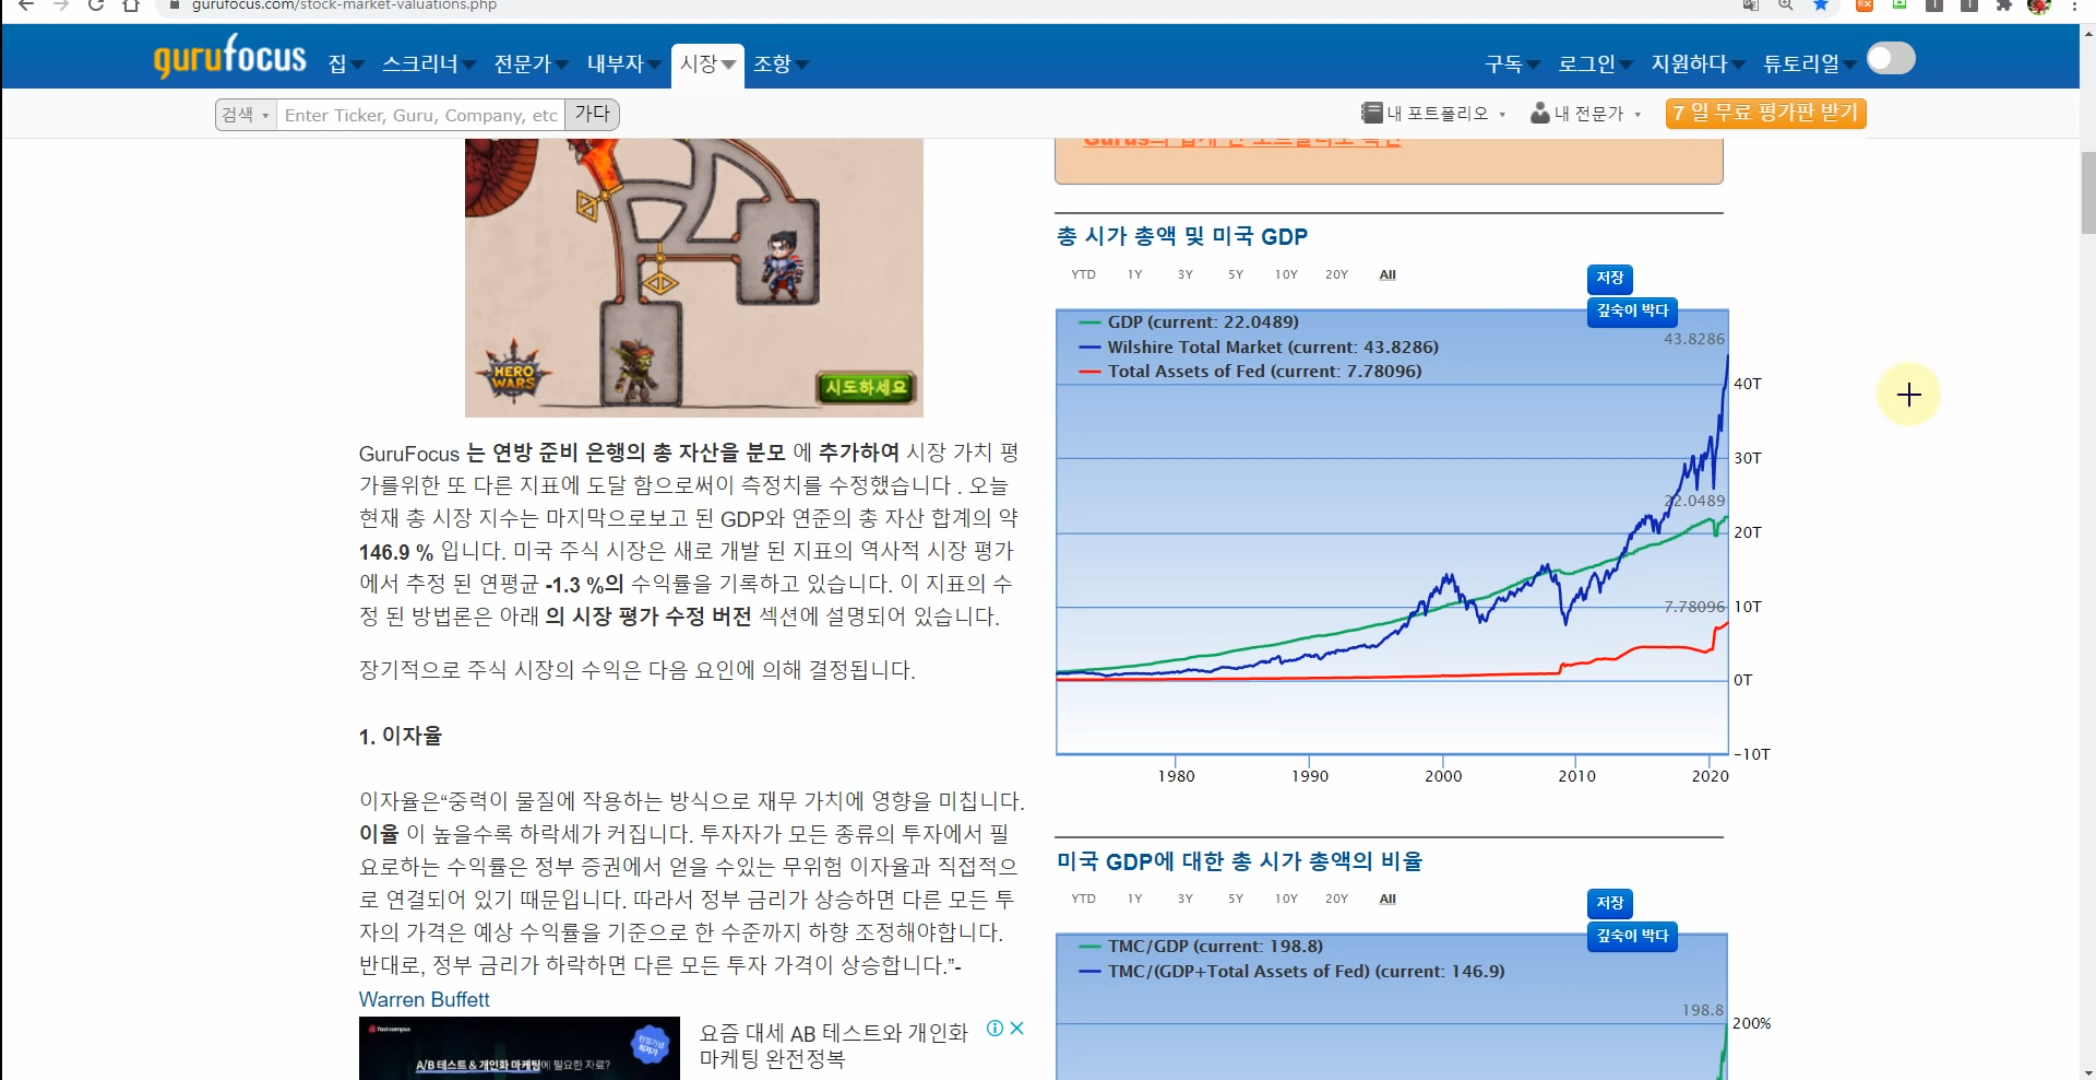 gurufocus.com/stock-market-valuations.php
gurufocus 집 스크리너 전문가 내부자 시장 조항 구독 로그인 지원하다 튜토리얼
검색 Enter Ticker, Guru, Company, etc 가다 내 포트폴리오 내 전문가 7 일 무료 평가판 받기
HERO WARS
시도하세요
GuruFocus 는 연방 준비 은행의 총 자산을 분모 에 추가하여 시장 가치 평
가를위한 또 다른 지표에 도달 함으로써이 측정치를 수정했습니다 . 오늘
현재 총 시장 지수는 마지막으로보고 된 GDP와 연준의 총 자산 합계의 약
146.9 % 입니다. 미국 주식 시장은 새로 개발 된 지표의 역사적 시장 평가
에서 추정 된 연평균 -1.3 %의 수익률을 기록하고 있습니다. 이 지표의 수
정 된 방법론은 아래 의 시장 평가 수정 버전 섹션에 설명되어 있습니다.
장기적으로 주식 시장의 수익은 다음 요인에 의해 결정됩니다.
1. 이자율
이자율은“중력이 물질에 작용하는 방식으로 재무 가치에 영향을 미칩니다.
이율 이 높을수록 하락세가 커집니다. 투자자가 모든 종류의 투자에서 필
요로하는 수익률은 정부 증권에서 얻을 수있는 무위험 이자율과 직접적으
로 연결되어 있기 때문입니다. 따라서 정부 금리가 상승하면 다른 모든 투
자의 가격은 예상 수익률을 기준으로 한 수준까지 하향 조정해야합니다.
반대로, 정부 금리가 하락하면 다른 모든 투자 가격이 상승합니다.”-
Warren Buffett
A/B 테스트 & 개인화 마케팅에 필요한 자료?
요즘 대세 AB 테스트와 개인화
마케팅 완전정복
총 시가 총액 및 미국 GDP
YTD 1Y 3Y 5Y 10Y 20Y All
저장
깊숙이 박다
GDP (current: 22.0489)
Wilshire Total Market (current: 43.8286)
Total Assets of Fed (current: 7.78096)
43.8286
22.0489
7.78096
40T
30T
20T
10T
0T
-10T
1980 1990 2000 2010 2020
미국 GDP에 대한 총 시가 총액의 비율
YTD 1Y 3Y 5Y 10Y 20Y All
저장
깊숙이 박다
TMC/GDP (current: 198.8)
TMC/(GDP+Total Assets of Fed) (current: 146.9)
198.8
200%